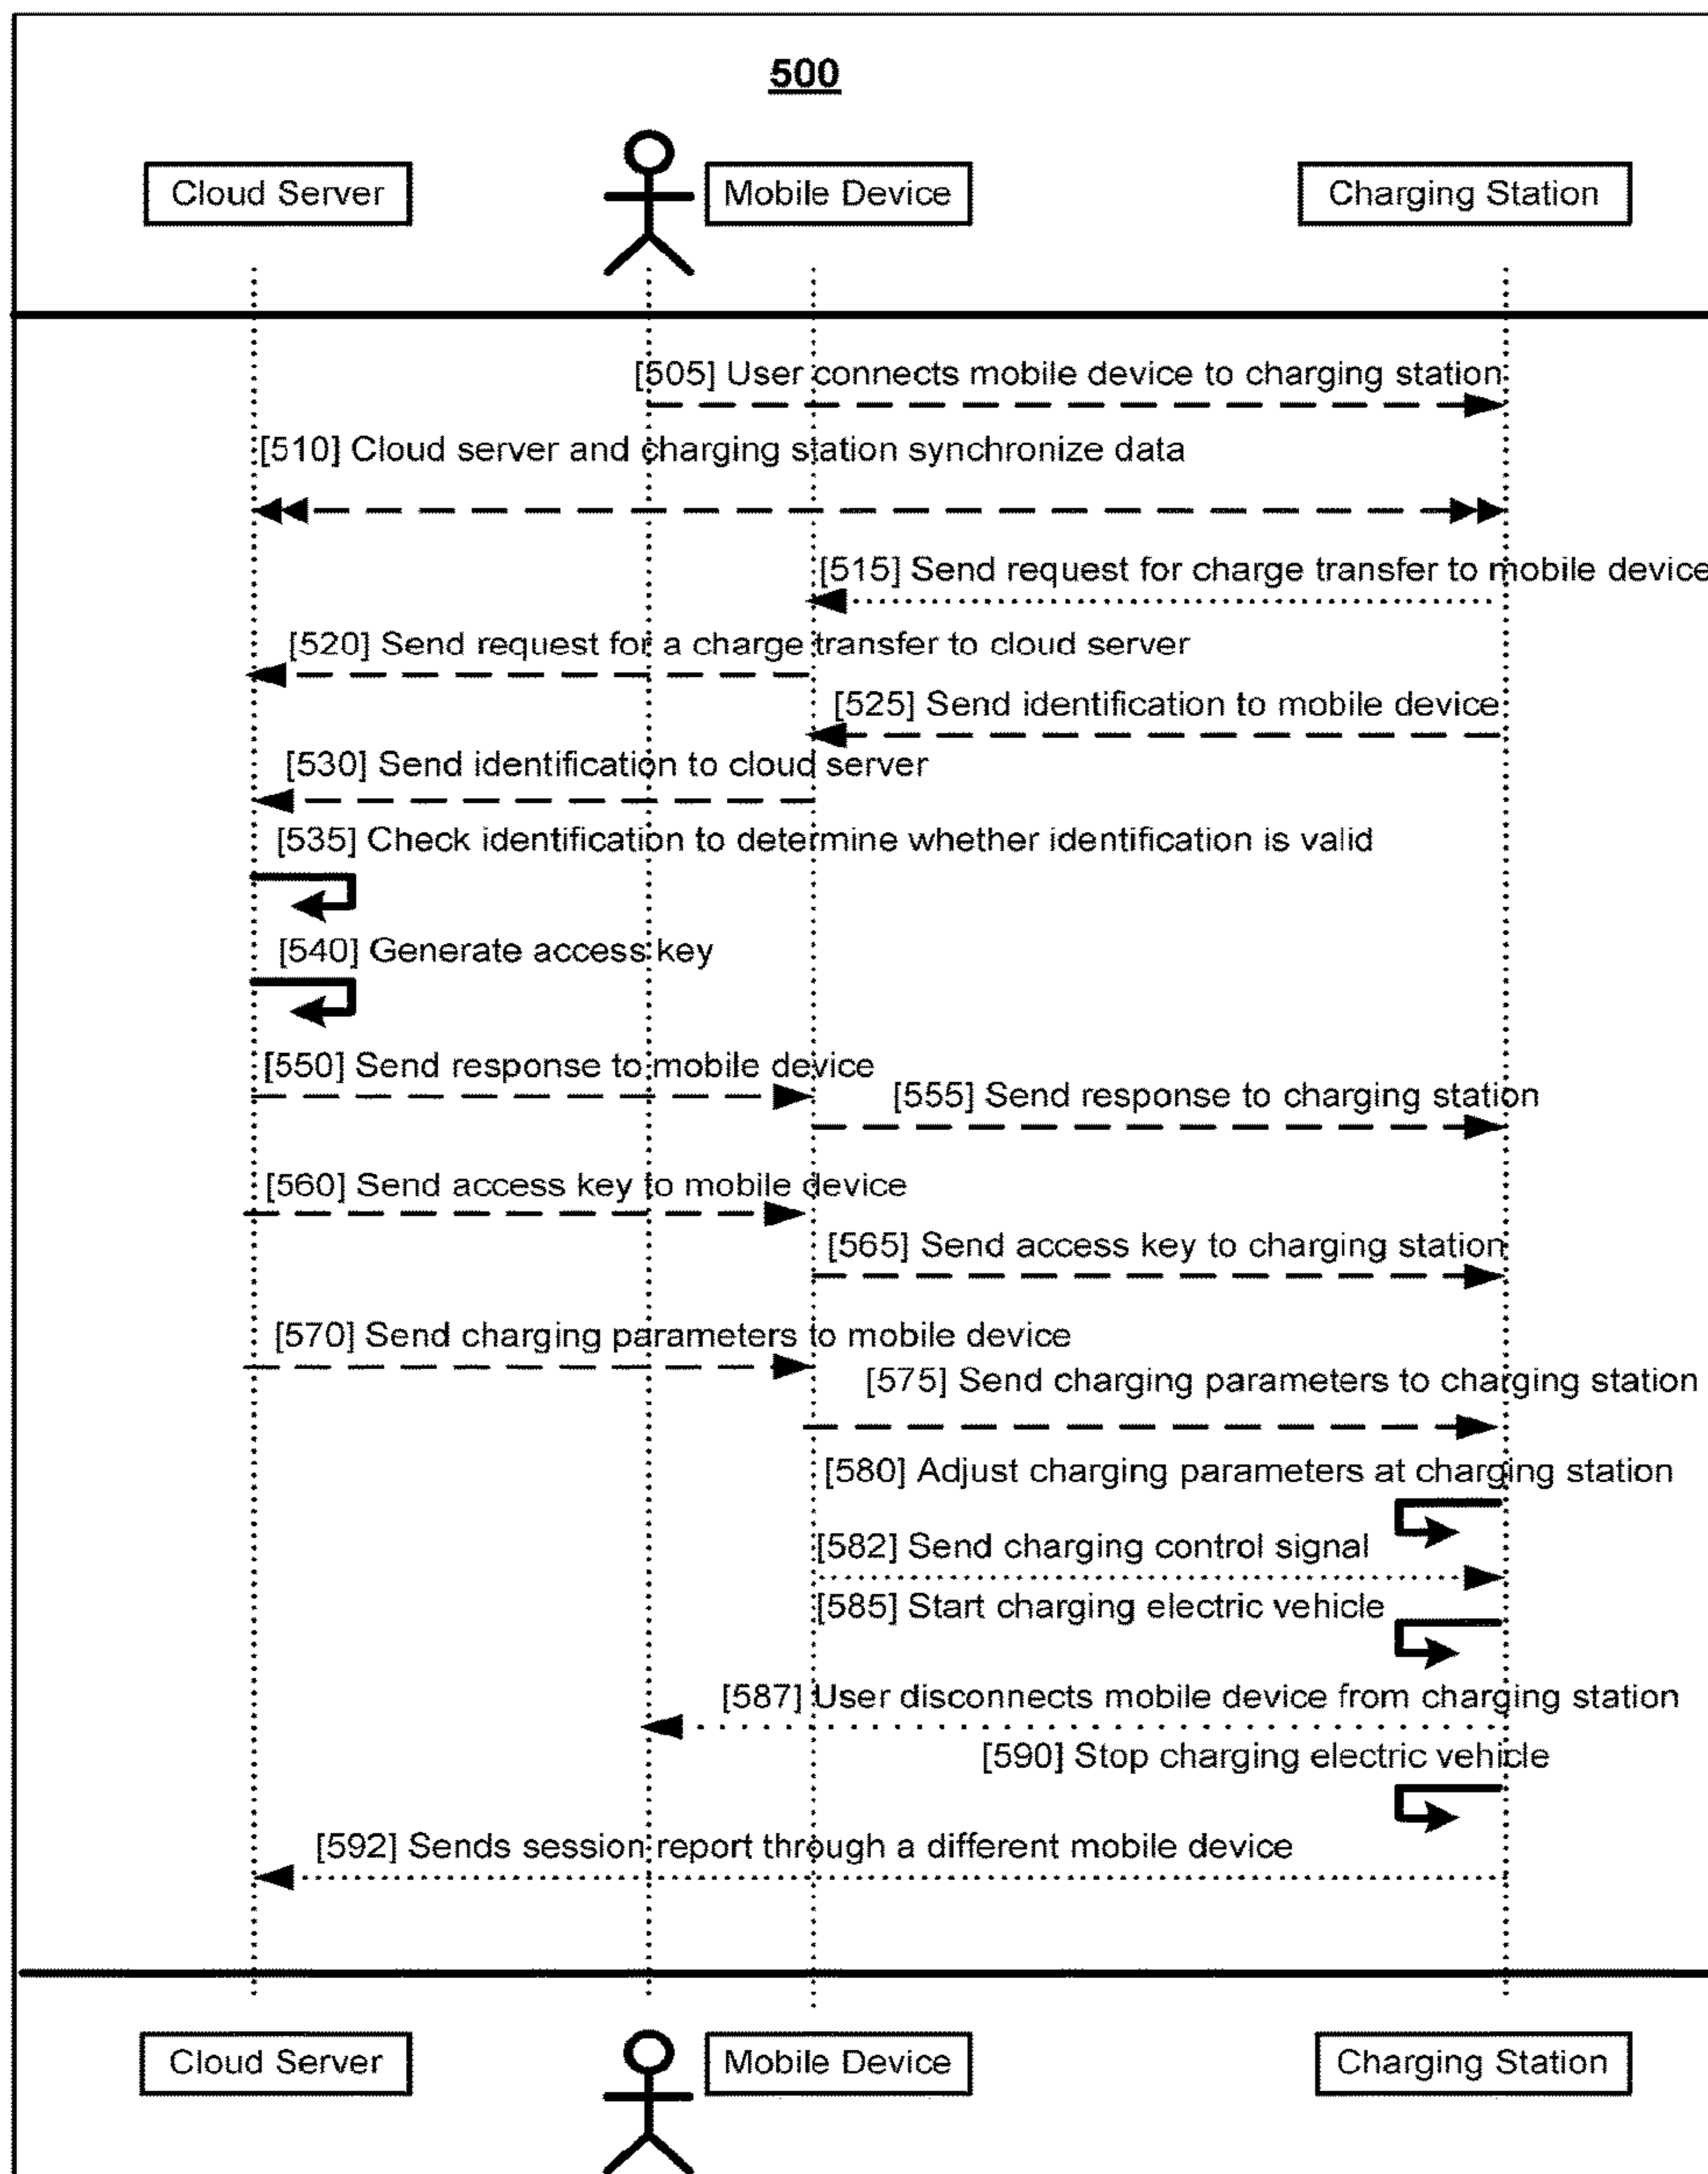 500
Cloud Server
Mobile Device
Charging Station
[505] User connects mobile device to charging station
[510] Cloud server and charging station synchronize data
[515] Send request for charge transfer to mobile device
[520] Send request for a charge transfer to cloud server
[525] Send identification to mobile device
[530] Send identification to cloud server
[535] Check identification to determine whether identification is valid
[540] Generate access key
[550] Send response to mobile device
[555] Send response to charging station
[560] Send access key to mobile device
[565] Send access key to charging station
[570] Send charging parameters to mobile device
[575] Send charging parameters to charging station
[580] Adjust charging parameters at charging station
[582] Send charging control signal
[585] Start charging electric vehicle
[587] User disconnects mobile device from charging station
[590] Stop charging electric vehicle
[592] Sends session report through a different mobile device
Cloud Server
Mobile Device
Charging Station